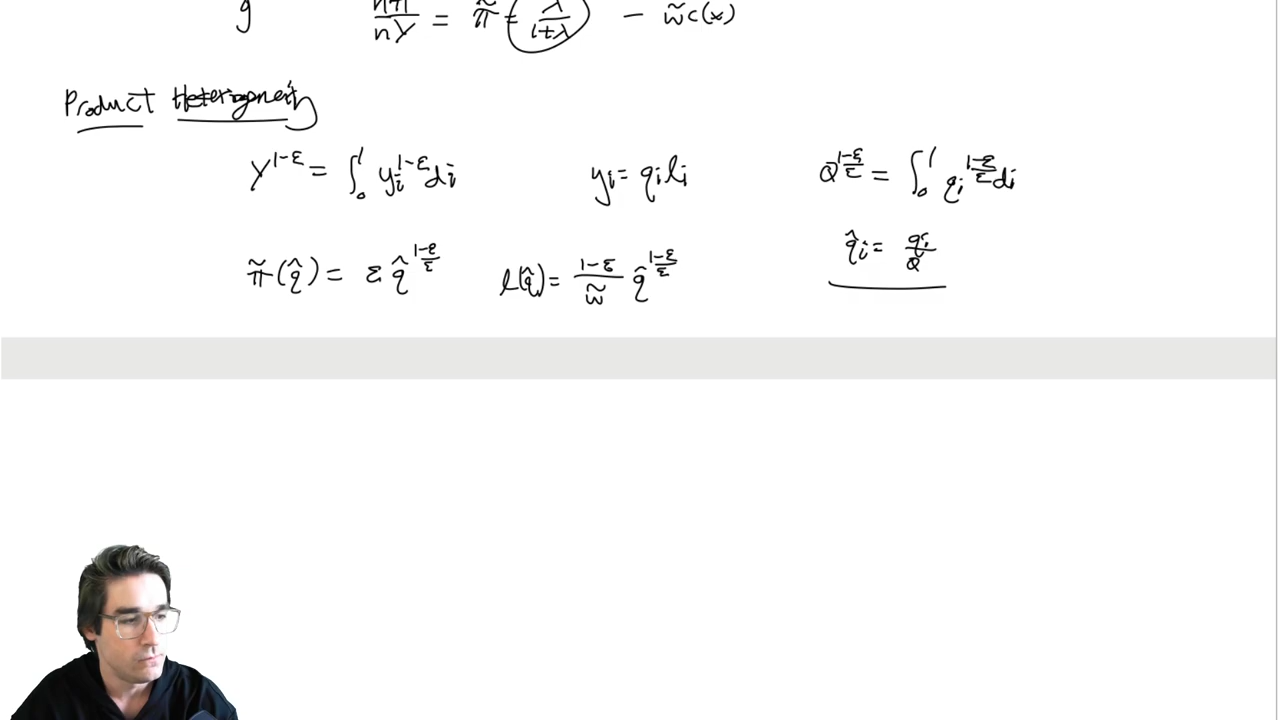 g nπ/nY = π̃ = λ/(1+λ) − w̃c(x)
Product Heterogeneity
Y^{1-ε} = ∫₀¹ y_i^{1-ε} di y_i = q_i l_i Q^{(1-ε)/ε} = ∫₀¹ q_i^{(1-ε)/ε} di
q̂_i = q_i/Q
π̃(q̂) = ε q̂^{(1-ε)/ε} l(q̂) = (1-ε)/w̃ q̂^{(1-ε)/ε}